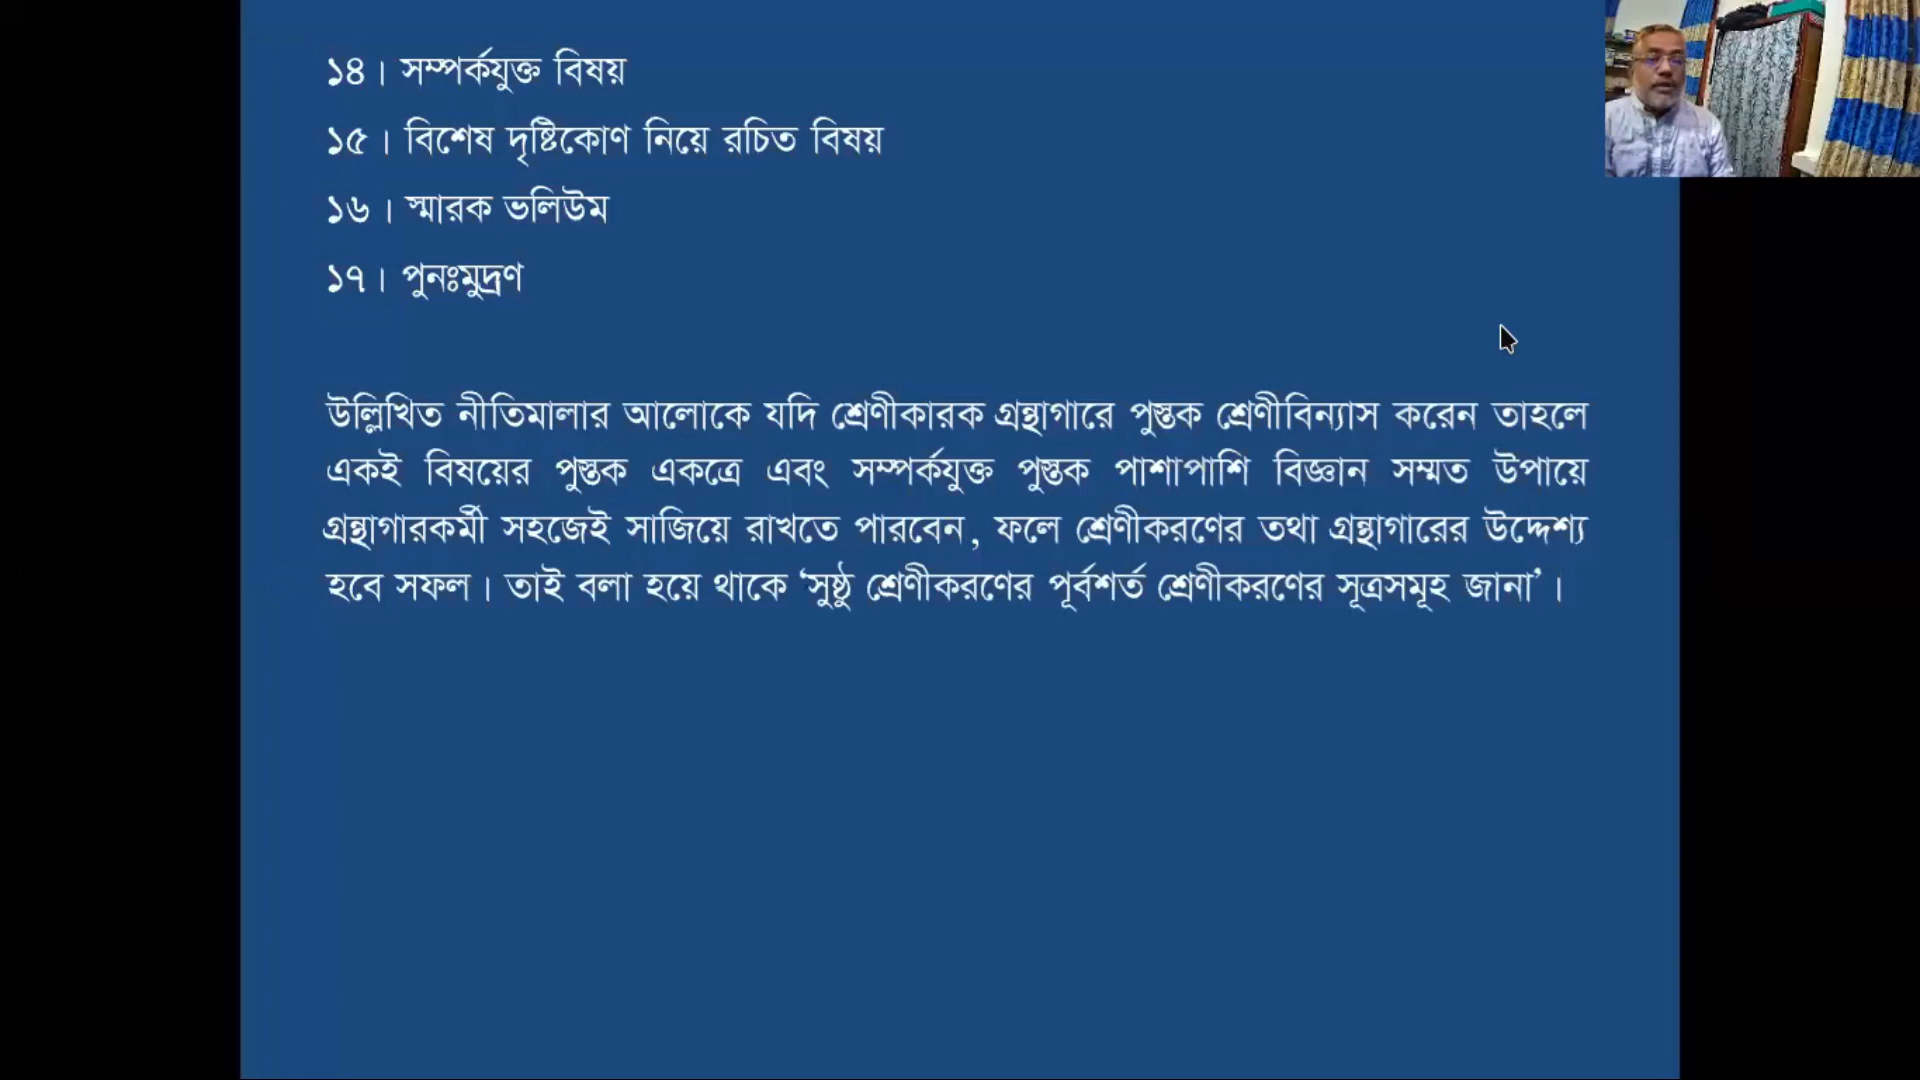 ১৪। সম্পর্কযুক্ত বিষয়
১৫। বিশেষ দৃষ্টিকোণ নিয়ে রচিত বিষয়
১৬। স্মারক ভলিউম
১৭। পুনঃমুদ্রণ
উল্লিখিত নীতিমালার আলোকে যদি শ্রেণীকারক গ্রন্থাগারে পুস্তক শ্রেণীবিন্যাস করেন তাহলে
একই বিষয়ের পুস্তক একত্রে এবং সম্পর্কযুক্ত পুস্তক পাশাপাশি বিজ্ঞান সম্মত উপায়ে
গ্রন্থাগারকর্মী সহজেই সাজিয়ে রাখতে পারবেন, ফলে শ্রেণীকরণের তথা গ্রন্থাগারের উদ্দেশ্য
হবে সফল। তাই বলা হয়ে থাকে ‘সুষ্ঠু শ্রেণীকরণের পূর্বশর্ত শ্রেণীকরণের সূত্রসমূহ জানা’।